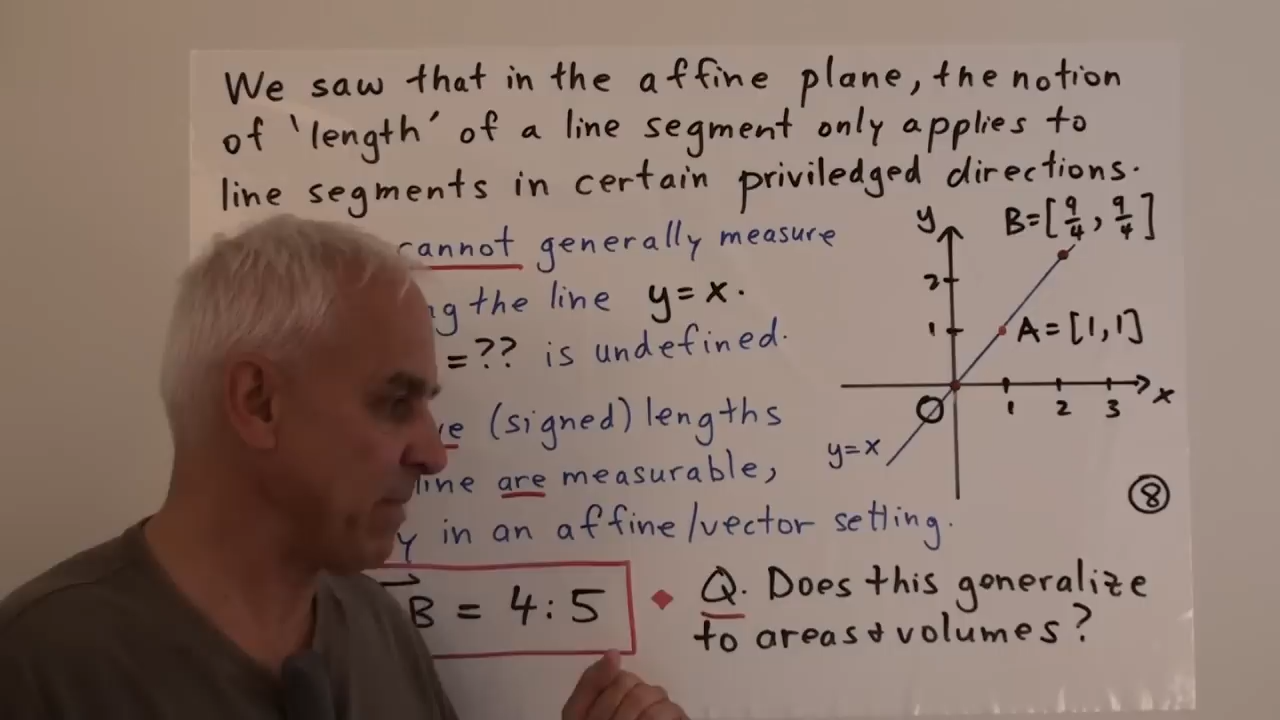 We saw that in the affine plane, the notion
of 'length' of a line segment only applies to
line segments in certain priviledged directions.
cannot generally measure
the line y=x.
=?? is undefined.
(signed) lengths
line are measurable,
in an affine/vector setting.
B = 4:5
Q. Does this generalize
to areas & volumes?
y
B=[9/4, 9/4]
2
1
A=[1,1]
O
1 2 3 x
y=x
8